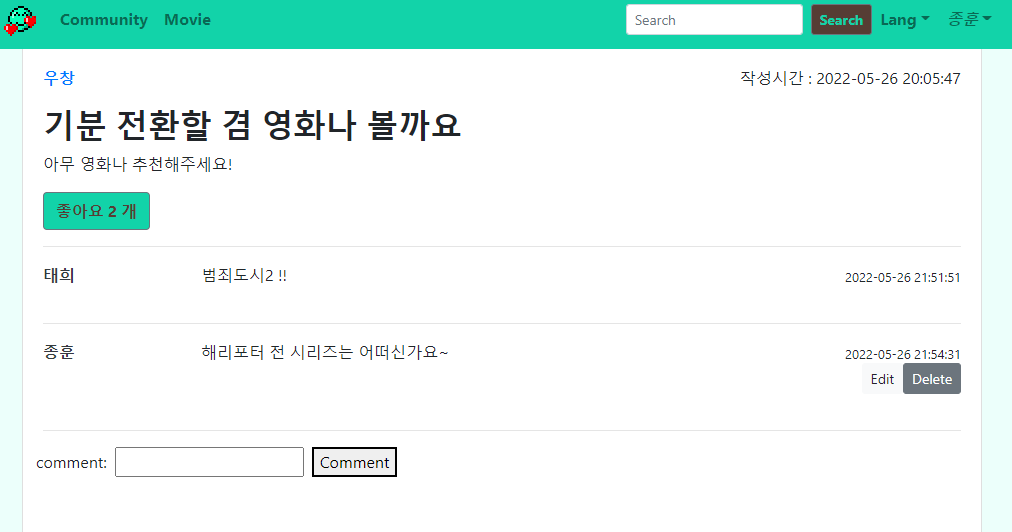 Community Movie Search Search Lang 종훈
우창 작성시간 : 2022-05-26 20:05:47
기분 전환할 겸 영화나 볼까요
아무 영화나 추천해주세요!
좋아요 2 개
태희 범죄도시2 !! 2022-05-26 21:51:51
종훈 해리포터 전 시리즈는 어떠신가요~ 2022-05-26 21:54:31
Edit Delete
comment: Comment